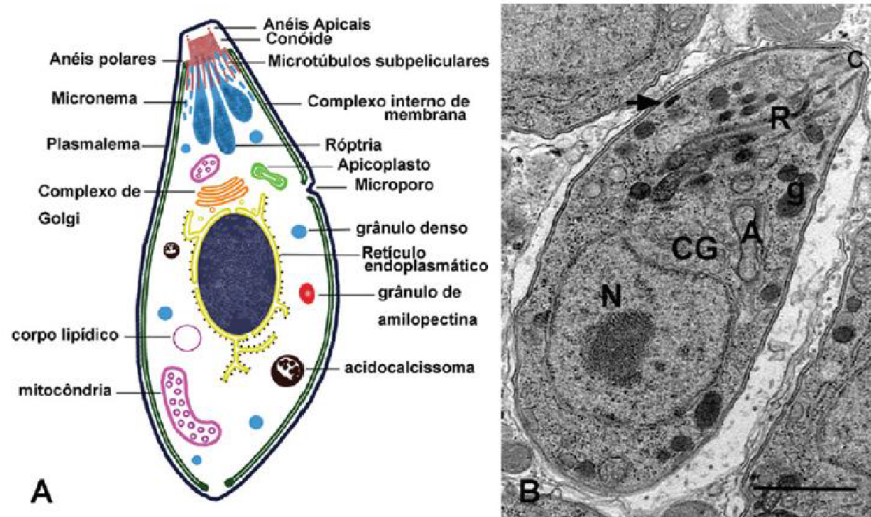 Anéis Apicais
Conóide
Anéis polares
Microtúbulos subpeliculares
Micronema
Complexo interno de
membrana
Plasmalema
Róptria
Apicoplasto
Microporo
Complexo de
Golgi
grânulo denso
Retículo
endoplasmático
grânulo de
amilopectina
corpo lipídico
acidocalcissoma
mitocôndria
A
C
R
g
A
CG
N
B